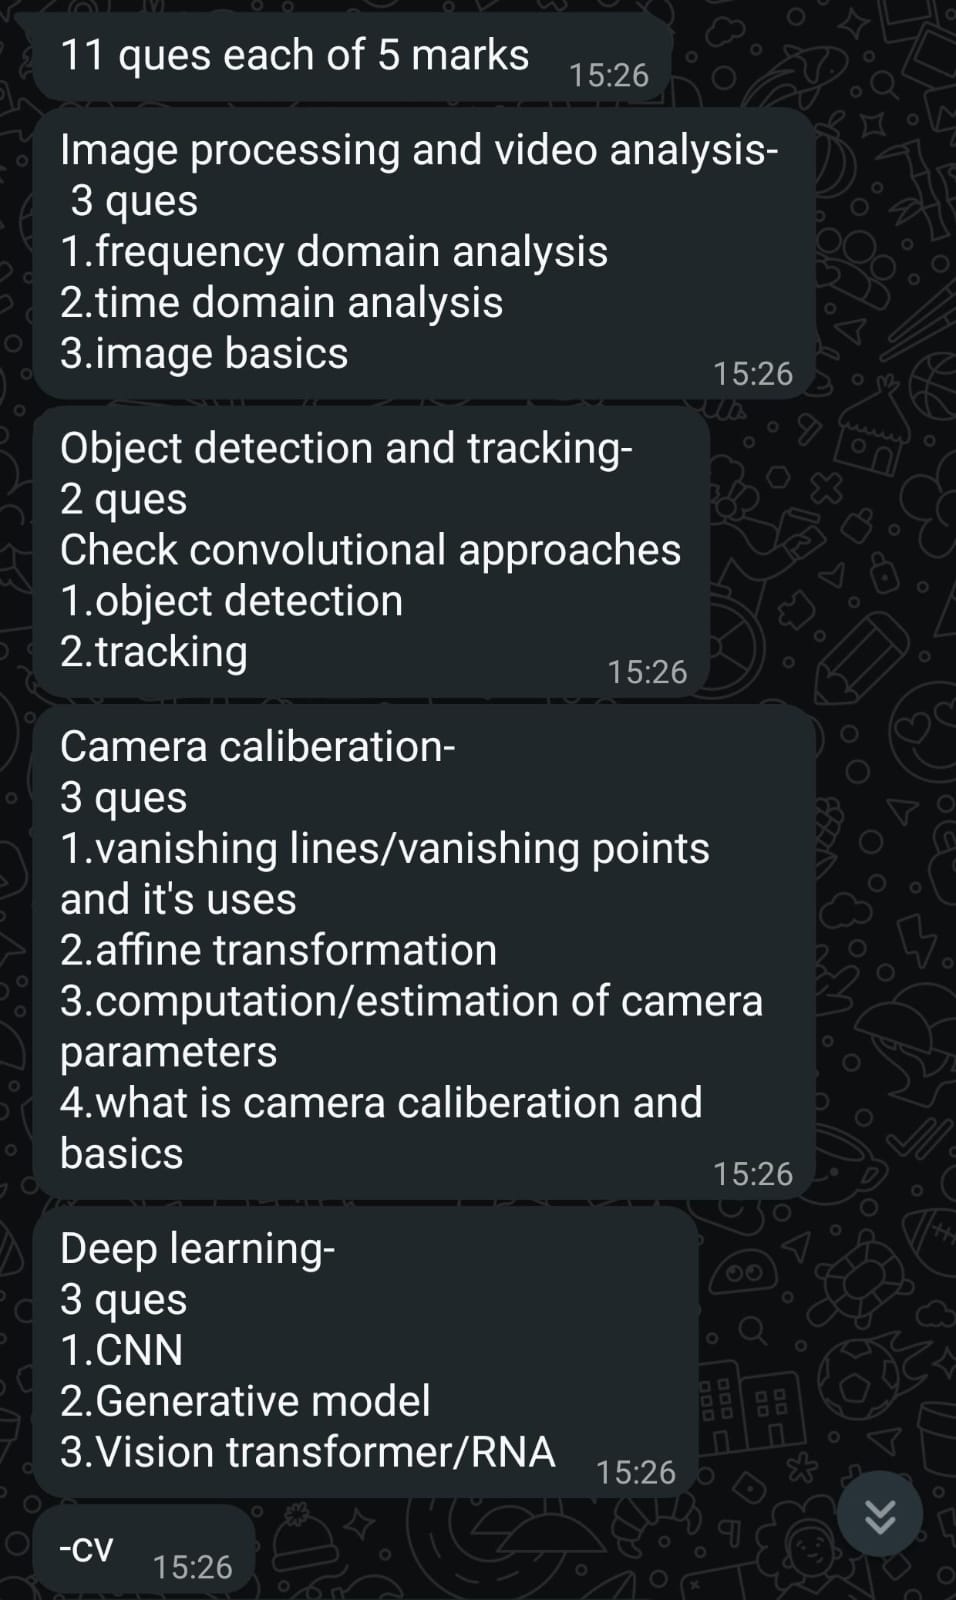 11 ques each of 5 marks
15:26
Image processing and video analysis-
3 ques
1.frequency domain analysis
2.time domain analysis
3.image basics
15:26
Object detection and tracking-
2 ques
Check convolutional approaches
1.object detection
2.tracking
15:26
Camera caliberation-
3 ques
1.vanishing lines/vanishing points
and it's uses
2.affine transformation
3.computation/estimation of camera
parameters
4.what is camera caliberation and
basics
15:26
Deep learning-
3 ques
1.CNN
2.Generative model
3.Vision transformer/RNA
15:26
-cv
15:26